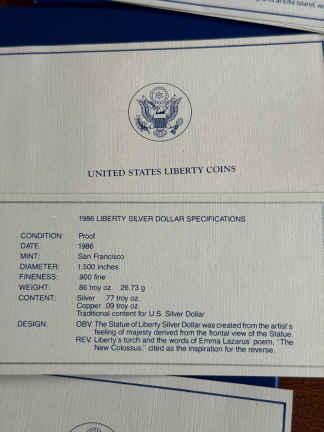 Island, w
UNITED STATES LIBERTY COINS
1986 LIBERTY SILVER DOLLAR SPECIFICATIONS
CONDITION: Proof
DATE: 1986
MINT: San Francisco
DIAMETER: 1.500 inches
FINENESS: .900 fine
WEIGHT: .86 troy oz. 26.73 g
CONTENT: Silver .77 troy oz.
Copper .09 troy oz.
Traditional content for U.S. Silver Dollar
DESIGN: OBV. The Statue of Liberty Silver Dollar was created from the artist's
feeling of majesty derived from the frontal view of the Statue.
REV. Liberty's torch and the words of Emma Lazarus' poem, "The
New Colossus," cited as the inspiration for the reverse.